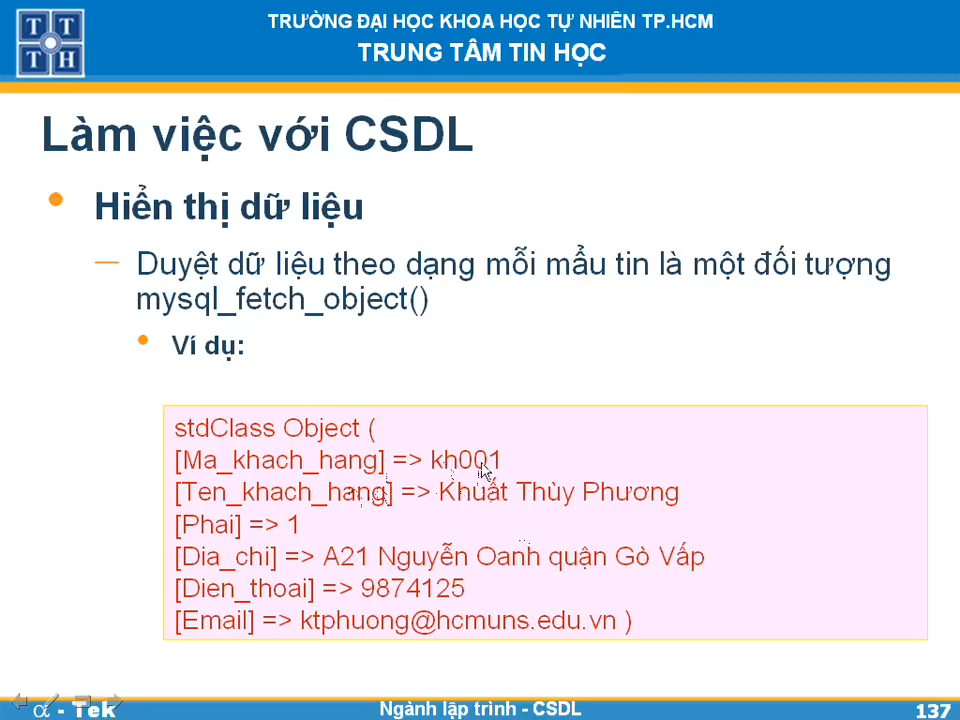 TRƯỜNG ĐẠI HỌC KHOA HỌC TỰ NHIÊN TP.HCM
TRUNG TÂM TIN HỌC
T T
T H
Làm việc với CSDL
Hiển thị dữ liệu
Duyệt dữ liệu theo dạng mỗi mẩu tin là một đối tượng
mysql_fetch_object()
Ví dụ:
stdClass Object (
[Ma_khach_hang] => kh001
[Ten_khach_hang] => Khuất Thùy Phương
[Phai] => 1
[Dia_chi] => A21 Nguyễn Oanh quận Gò Vấp
[Dien_thoai] => 9874125
[Email] => ktphuong@hcmuns.edu.vn )
α - Tek
Ngành lập trình - CSDL
137